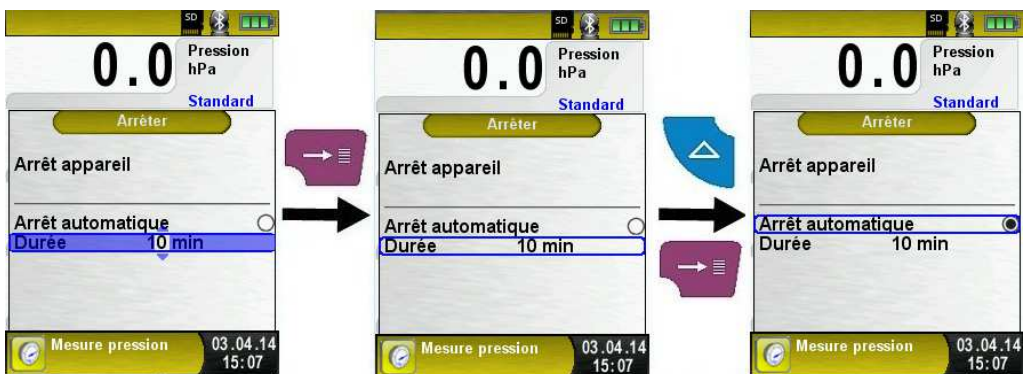 SD
0.0
Pression
hPa
Standard
Arrêter
Arrêt appareil
Arrêt automatique
Durée 10 min
Mesure pression
03.04.14
15:07
SD
0.0
Pression
hPa
Standard
Arrêter
Arrêt appareil
Arrêt automatique
Durée 10 min
Mesure pression
03.04.14
15:07
SD
0.0
Pression
hPa
Standard
Arrêter
Arrêt appareil
Arrêt automatique
Durée 10 min
Mesure pression
03.04.14
15:07